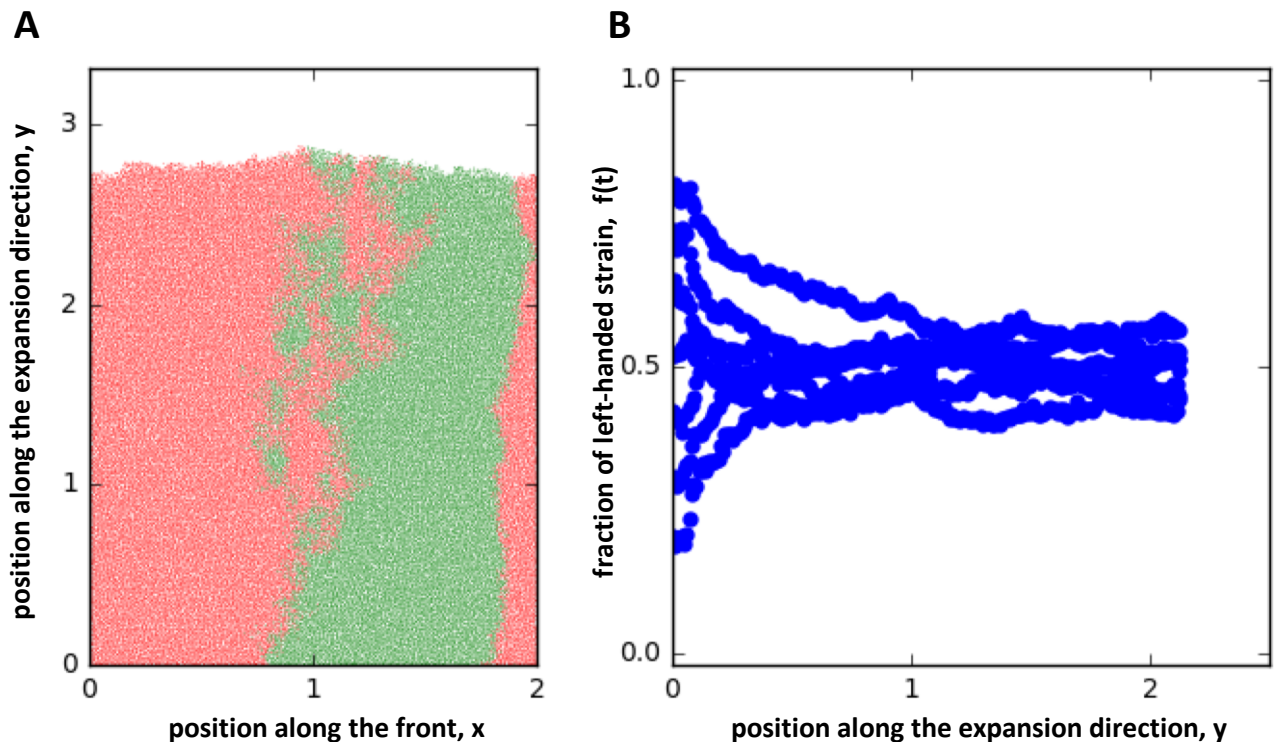 A
B
position along the expansion direction, y
3
2
1
0
0
1
2
position along the front, x
fraction of left-handed strain, f(t)
1.0
0.5
0.0
0
1
2
position along the expansion direction, y